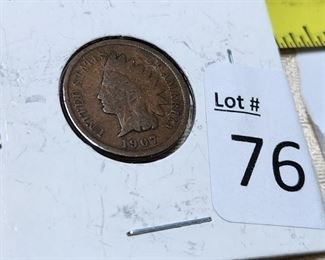 UNITED STATES OF AMERICA
1907
Lot #
76